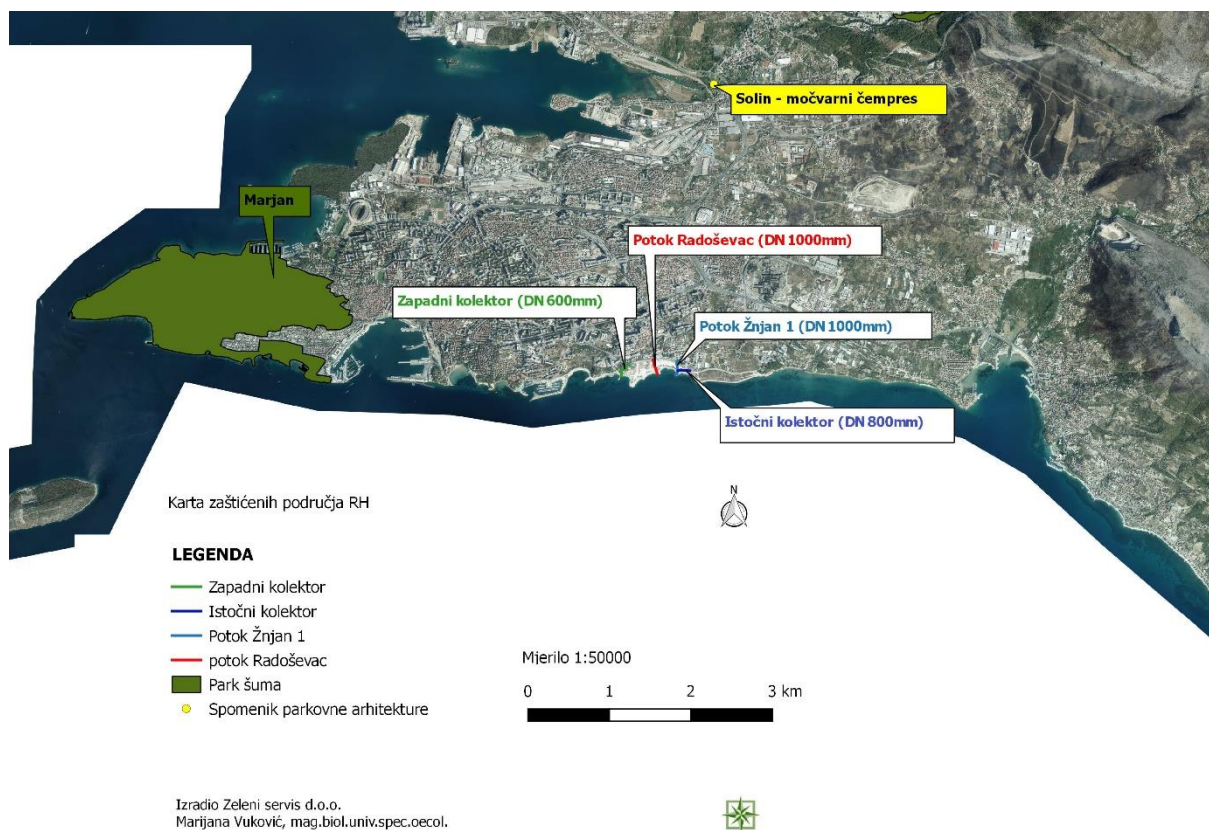 Solin - močvarni čempres
Marjan
Potok Radoševac (DN 1000mm)
Zapadni kolektor (DN 600mm)
Potok Žnjan 1 (DN 1000mm)
Istočni kolektor (DN 800mm)
Karta zaštićenih područja RH
N
LEGENDA
Zapadni kolektor
Istočni kolektor
Potok Žnjan 1
potok Radoševac
Park šuma
Spomenik parkovne arhitekture
Mjerilo 1:50000
0 1 2 3 km
Izradio Zeleni servis d.o.o.
Marijana Vuković, mag.biol.univ.spec.oecol.